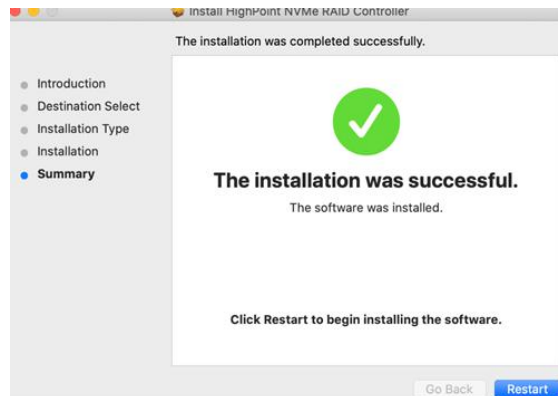 Install HighPoint NVMe RAID Controller
The installation was completed successfully.
Introduction
Destination Select
Installation Type
Installation
Summary
The installation was successful.
The software was installed.
Click Restart to begin installing the software.
Go Back
Restart